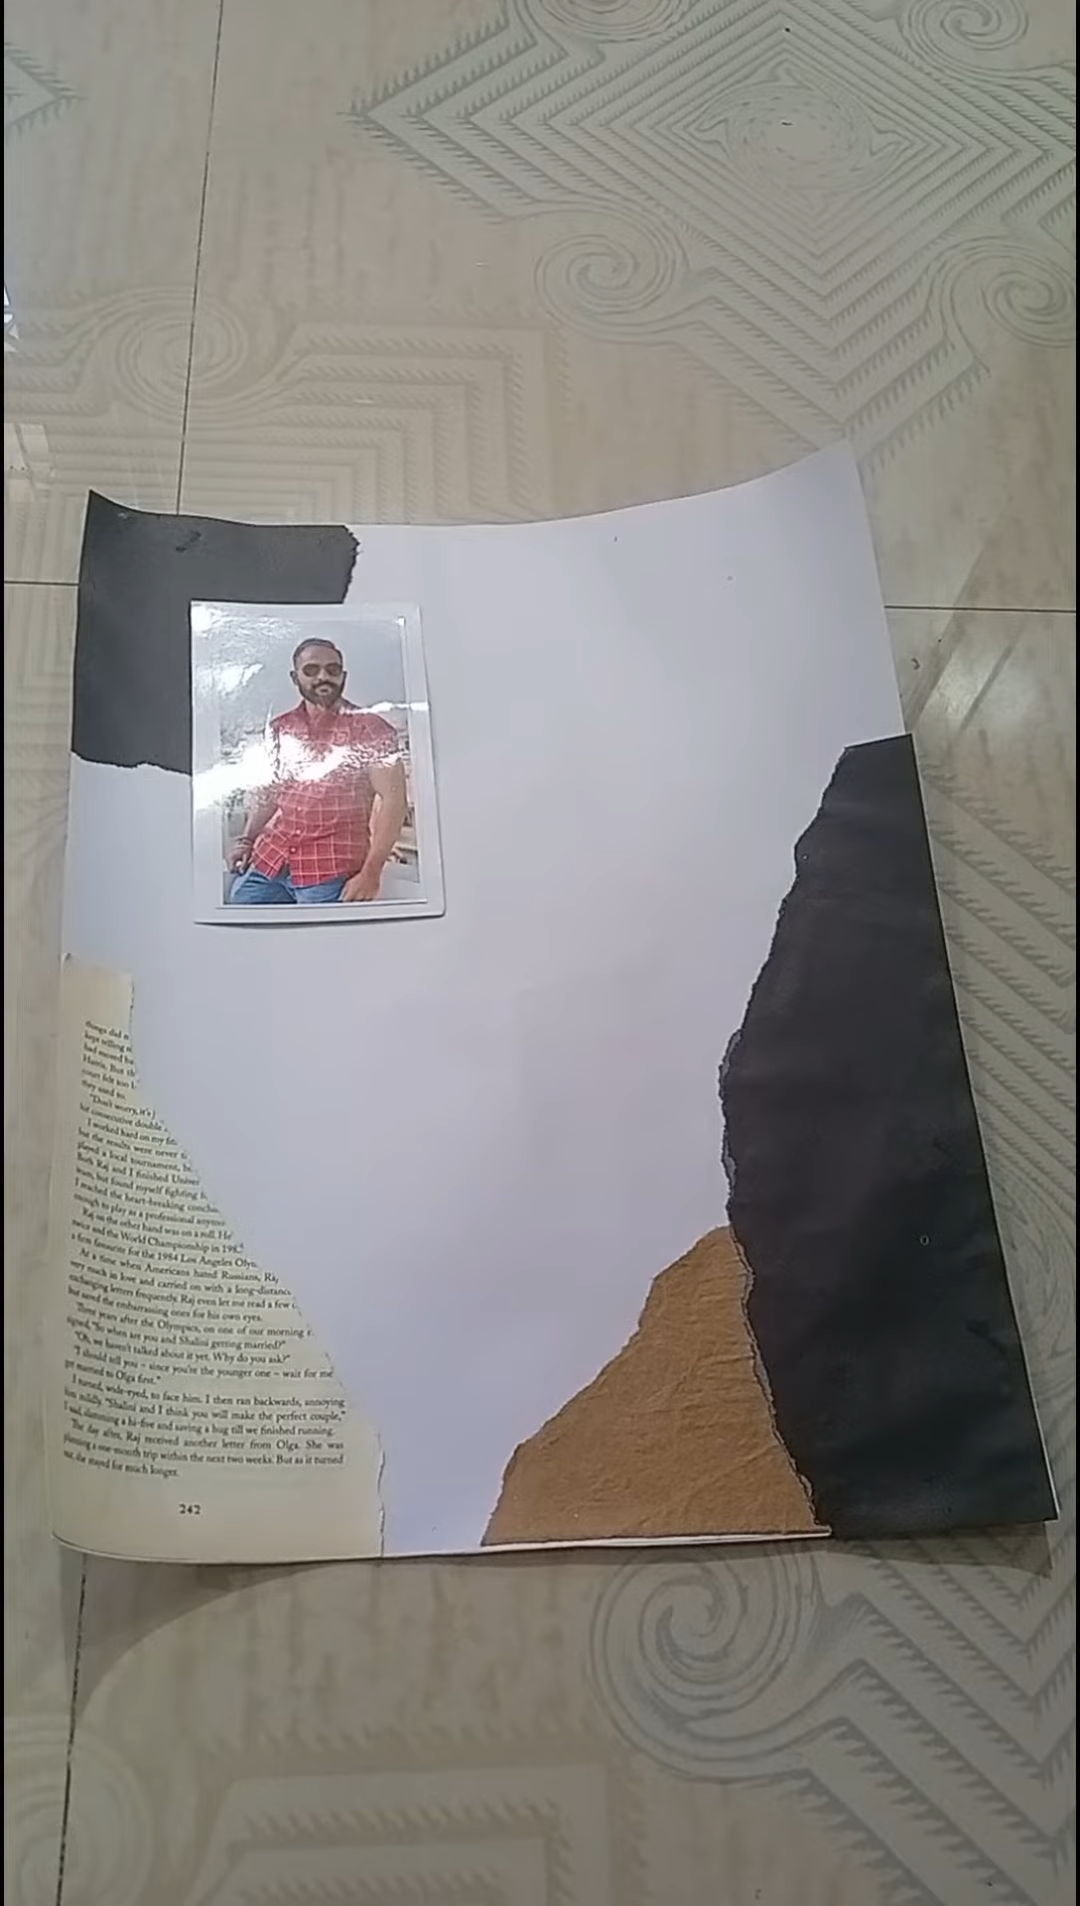 things did n
kept telling n
had moved ba
Harris. But th
court felt too l
they used to.
"Don't worry, it's j
hit consecutive double
I worked hard on my fit
but the results were never
played a local tournament, b
Both Raj and I finished Univer
team, but found myself fighting
I reached the heart-breaking conclu
enough to play as a professional anymo
Raj on the other hand was on a roll. He
twice and the World Championship in 198
a firm favourite for the 1984 Los Angeles Olym
At a time when Americans hated Russians, Raj
very much in love and carried on with a long-distanc
exchanging letters frequently. Raj even let me read a few
but saved the embarrassing ones for his own eyes.
Three years after the Olympics, on one of our morning r
signed, "So when are you and Shalini getting married?"
"Oh, we haven't talked about it yet. Why do you ask?"
"I should tell you – since you're the younger one – wait for me
get married to Olga first."
I turned, wide-eyed, to face him. I then ran backwards, annoying
him mildly. "Shalini and I think you will make the perfect couple,"
I said, slamming a hi-five and saving a hug till we finished running.
The day after, Raj received another letter from Olga. She was
planning a one-month trip within the next two weeks. But as it turned
out, she stayed for much longer.
242